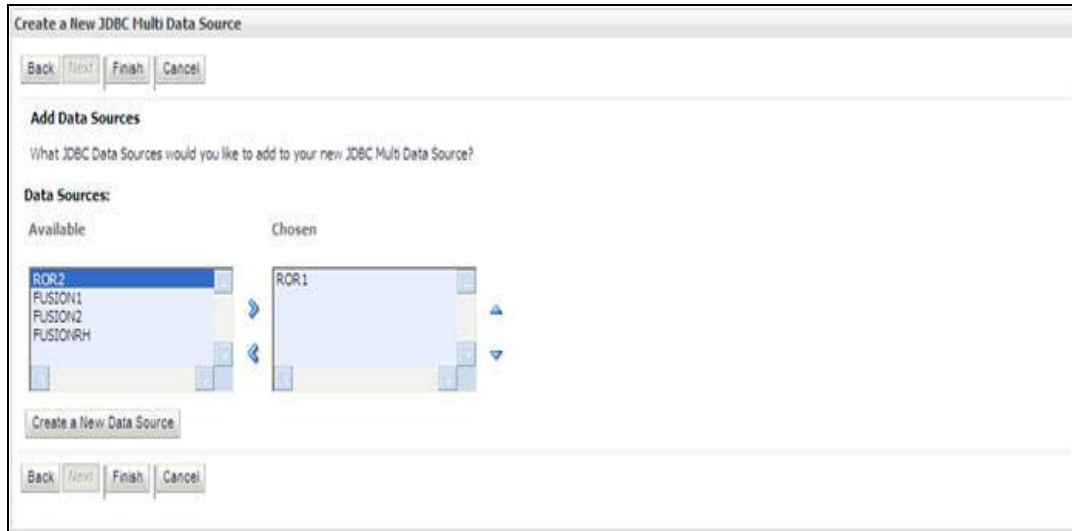 Create a New JDBC Multi Data Source
Back Next Finish Cancel
Add Data Sources
What JDBC Data Sources would you like to add to your new JDBC Multi Data Source?
Data Sources:
Available Chosen
ROR2 ROR1
FUSION1
FUSION2
FUSIONRH
Create a New Data Source
Back Next Finish Cancel